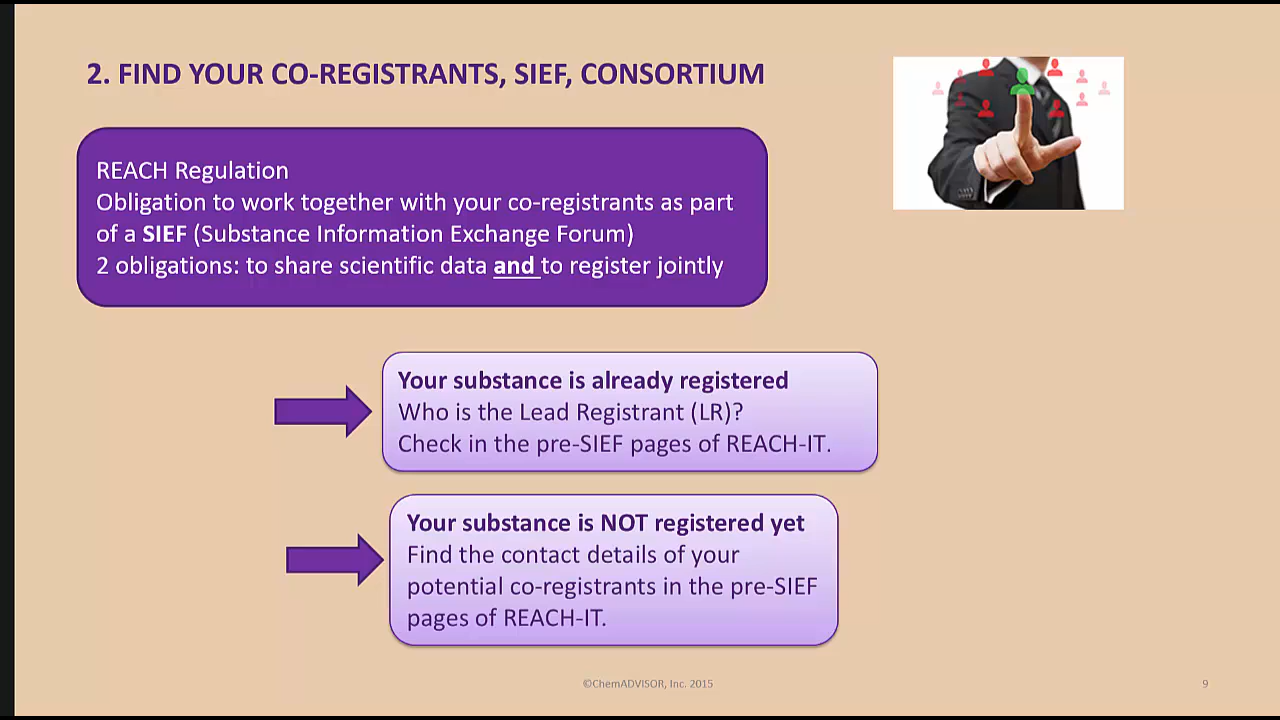 2. FIND YOUR CO-REGISTRANTS, SIEF, CONSORTIUM
REACH Regulation
Obligation to work together with your co-registrants as part
of a SIEF (Substance Information Exchange Forum)
2 obligations: to share scientific data and to register jointly
Your substance is already registered
Who is the Lead Registrant (LR)?
Check in the pre-SIEF pages of REACH-IT.
Your substance is NOT registered yet
Find the contact details of your
potential co-registrants in the pre-SIEF
pages of REACH-IT.
©ChemADVISOR, Inc. 2015
9